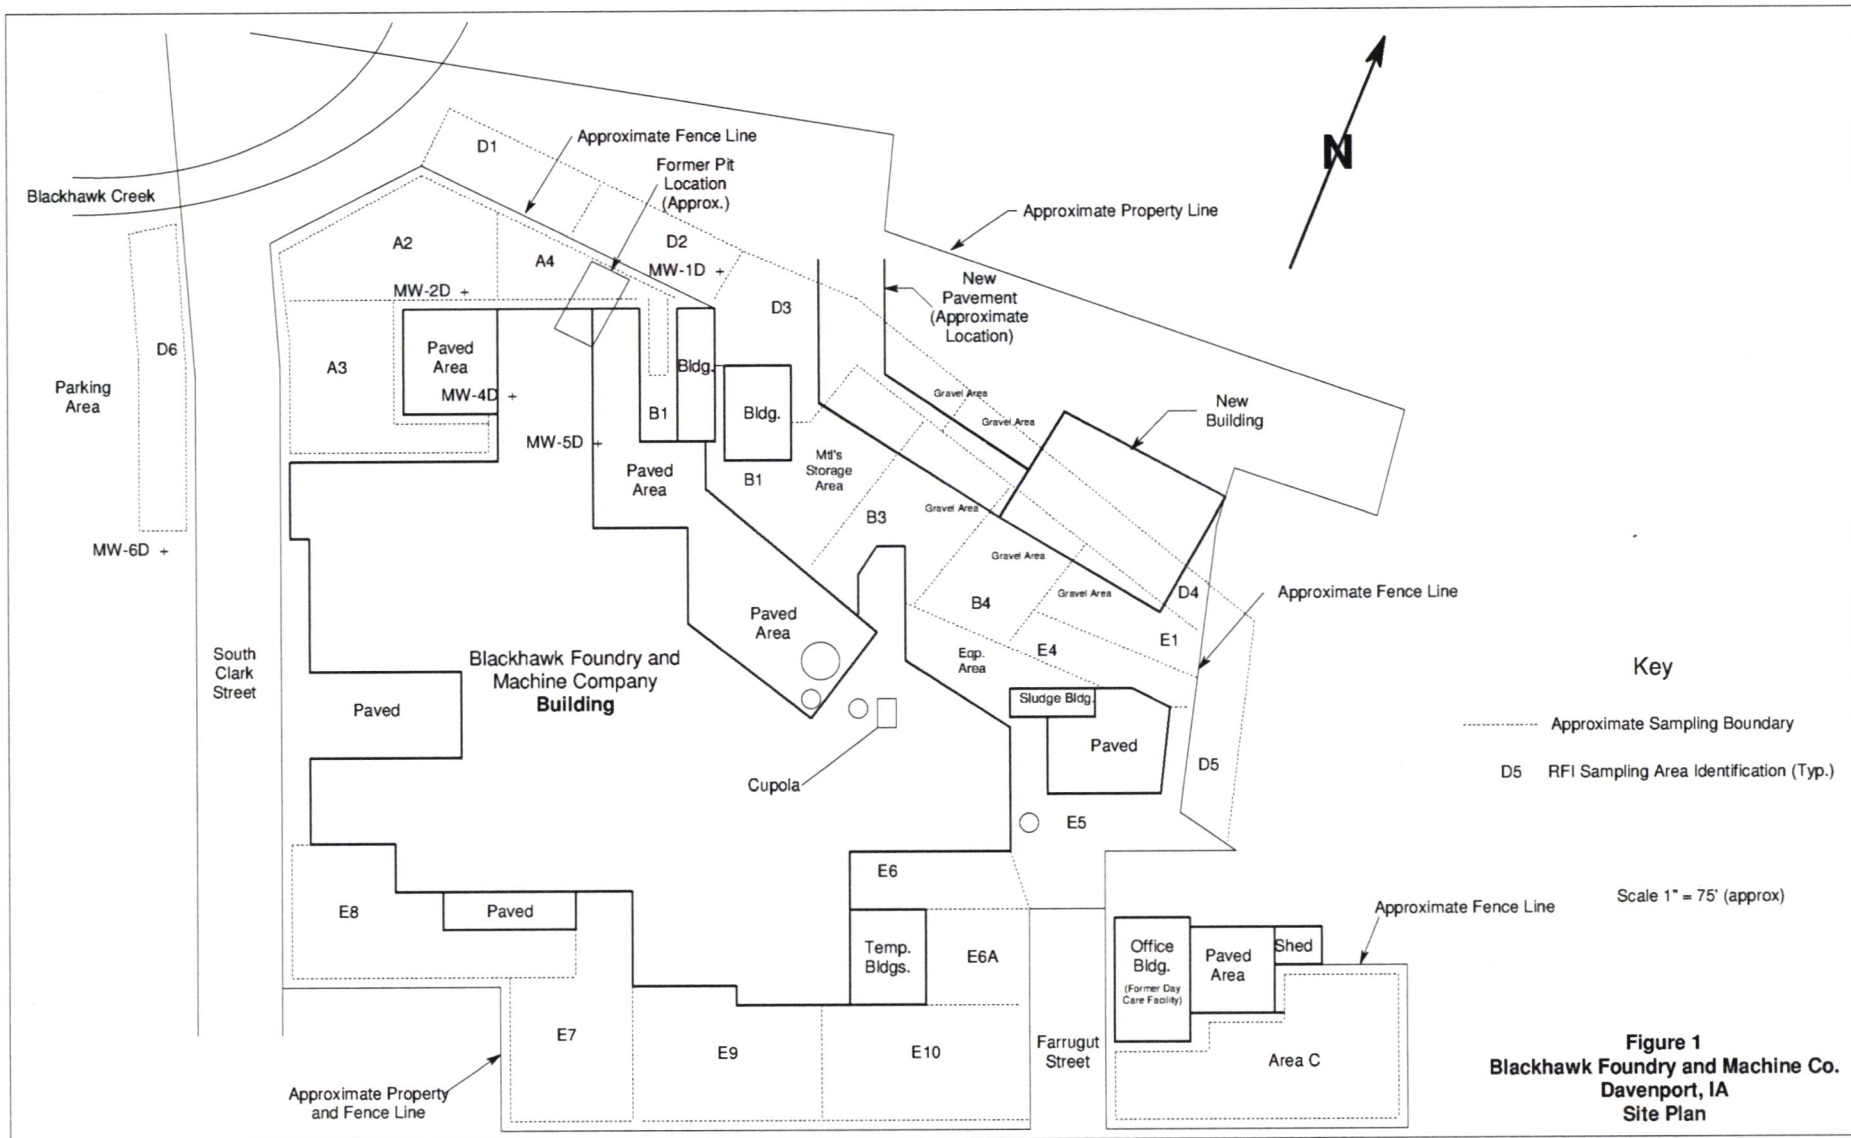 D1
Approximate Fence Line
Former Pit
Location
(Approx.)
N
Blackhawk Creek
Approximate Property Line
A2
A4
D2
MW-1D +
MW-2D +
New
Pavement
(Approximate
Location)
D3
D6
Paved
Area
A3
Bldg.
Parking
Area
MW-4D +
B1
Bldg.
Gravel Area
Gravel Area
New
Building
MW-5D +
Mtl's
Storage
Area
Paved
Area
B1
Gravel Area
B3
MW-6D +
Gravel Area
Gravel Area
D4
Approximate Fence Line
B4
Paved
Area
E1
E4
Eqp.
Area
South
Clark
Street
Blackhawk Foundry and
Machine Company
Building
Key
Sludge Bldg.
Paved
Approximate Sampling Boundary
Paved
D5
D5 RFI Sampling Area Identification (Typ.)
Cupola
E5
E6
Scale 1" = 75' (approx)
E8
Paved
Approximate Fence Line
Temp.
Bldgs.
E6A
Office
Bldg.
(Former Day
Care Facility)
Paved
Area
Shed
E7
E9
E10
Farrugut
Street
Area C
Approximate Property
and Fence Line
Figure 1
Blackhawk Foundry and Machine Co.
Davenport, IA
Site Plan